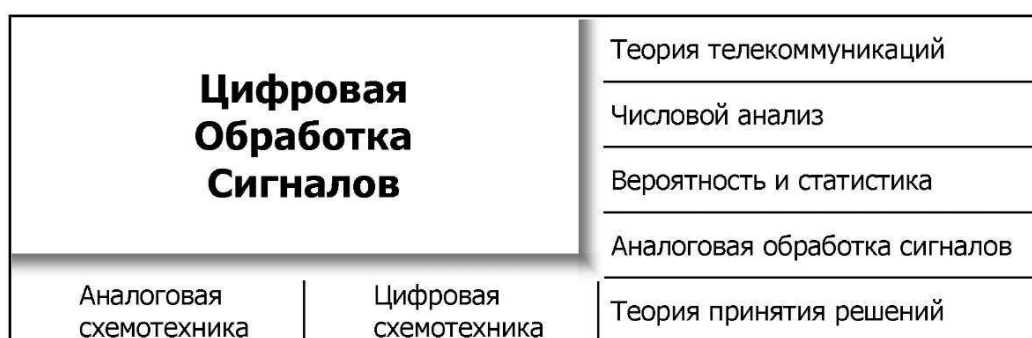 Цифровая
Обработка
Сигналов
Теория телекоммуникаций
Числовой анализ
Вероятность и статистика
Аналоговая обработка сигналов
Теория принятия решений
Аналоговая
схемотехника
Цифровая
схемотехника